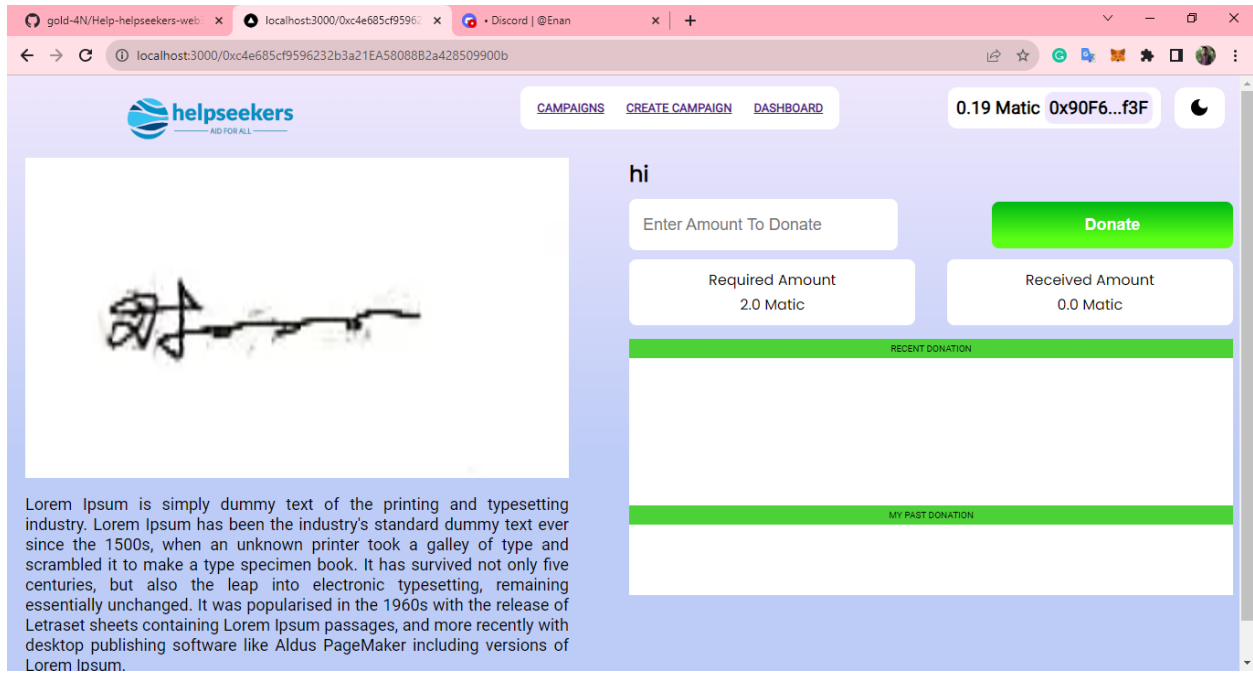 gold-4N/Help-helpseekers-web3
localhost:3000/0xc4e685cf95962
• Discord | @Enan
localhost:3000/0xc4e685cf9596232b3a21EA58088B2a428509900b
helpseekers
AID FOR ALL
CAMPAIGNS CREATE CAMPAIGN DASHBOARD
0.19 Matic 0x90F6...f3F
hi
Enter Amount To Donate
Donate
Required Amount
2.0 Matic
Received Amount
0.0 Matic
RECENT DONATION
MY PAST DONATION
Lorem Ipsum is simply dummy text of the printing and typesetting
industry. Lorem Ipsum has been the industry's standard dummy text ever
since the 1500s, when an unknown printer took a galley of type and
scrambled it to make a type specimen book. It has survived not only five
centuries, but also the leap into electronic typesetting, remaining
essentially unchanged. It was popularised in the 1960s with the release of
Letraset sheets containing Lorem Ipsum passages, and more recently with
desktop publishing software like Aldus PageMaker including versions of
Lorem Ipsum.